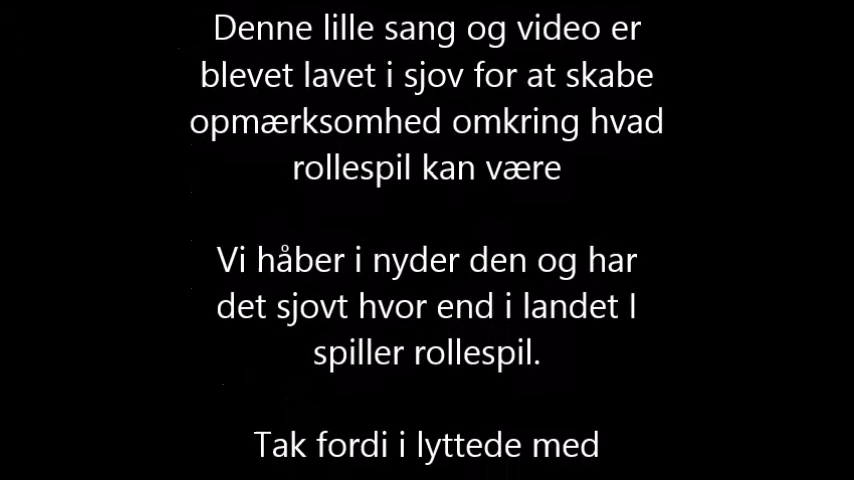 Denne lille sang og video er
blevet lavet i sjov for at skabe
opmærksomhed omkring hvad
rollespil kan være
Vi håber i nyder den og har
det sjovt hvor end i landet I
spiller rollespil.
Tak fordi i lyttede med